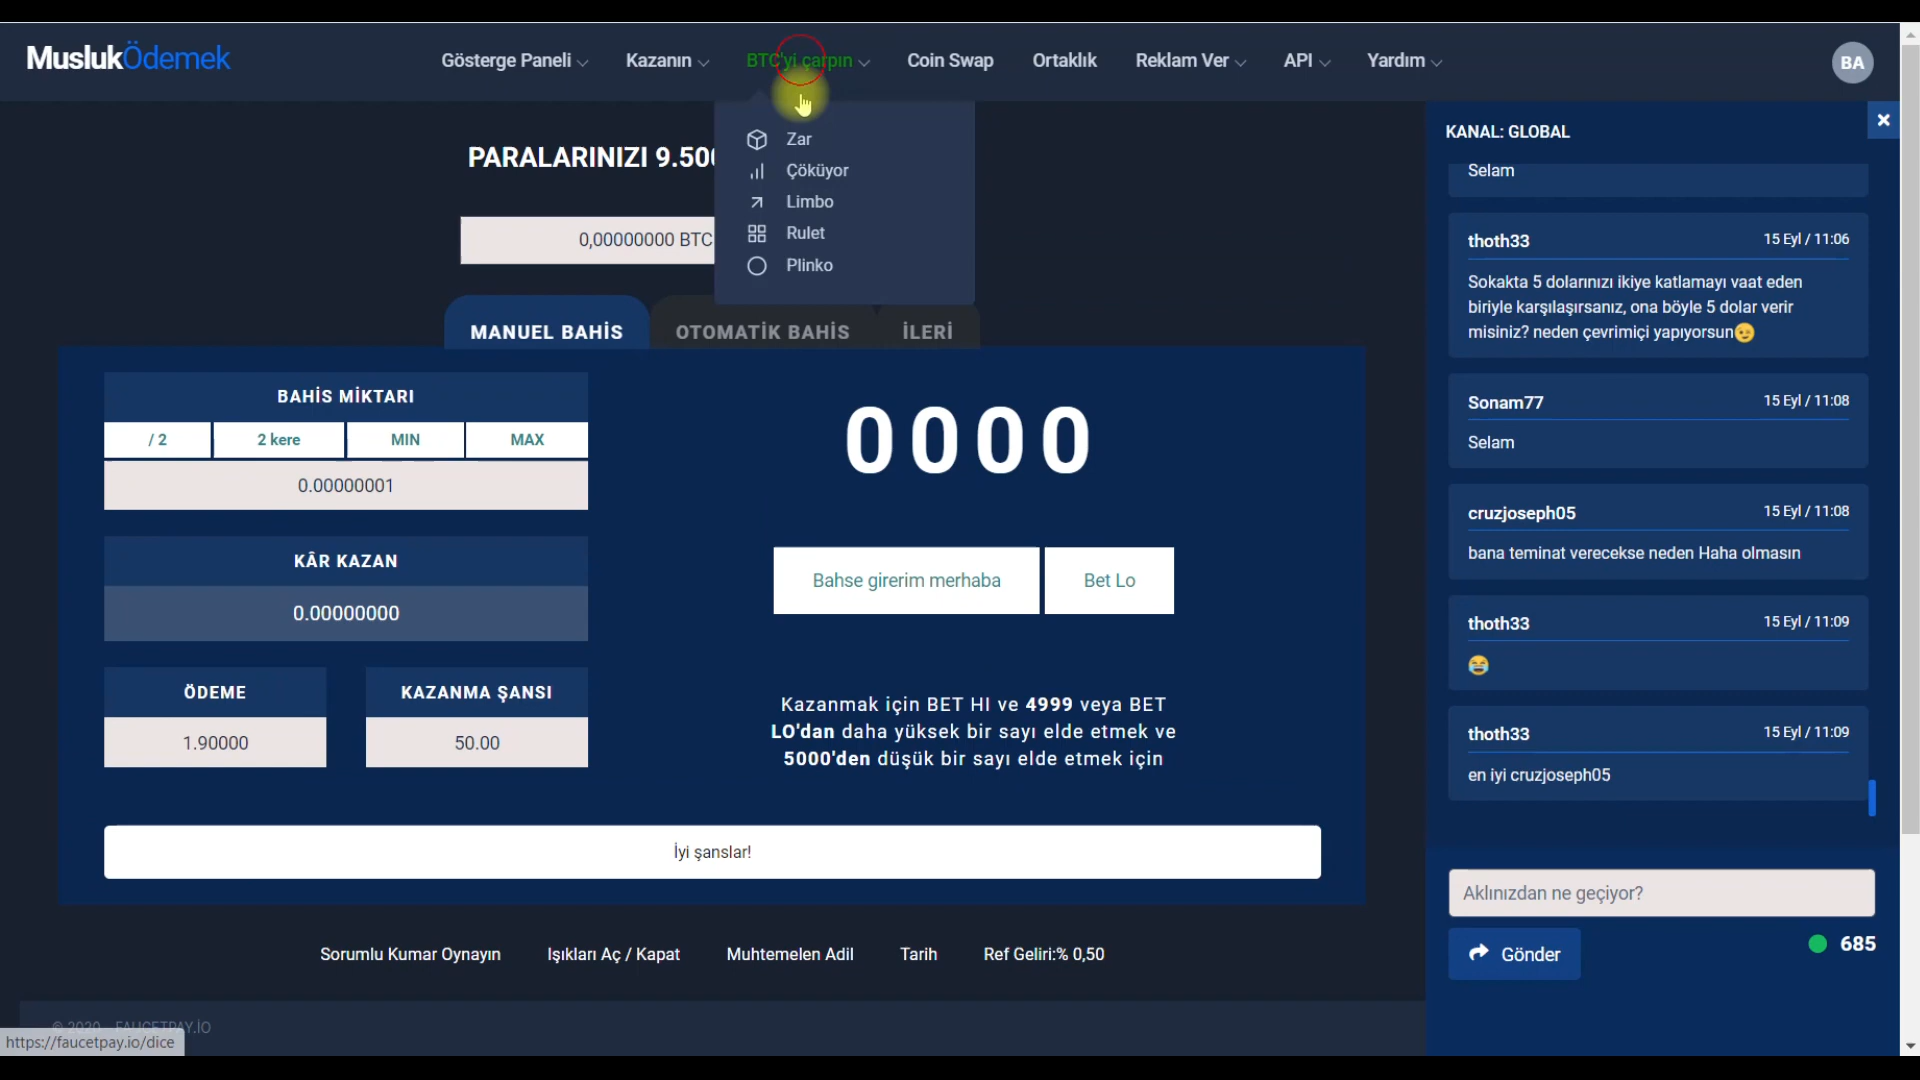 MuslukÖdemek
Gösterge Paneli
Kazanın
BTC'yi çarpın
Coin Swap
Ortaklık
Reklam Ver
API
Yardım
BA
PARALARINIZI 9.500
0,00000000 BTC
Zar
Çöküyor
Limbo
Rulet
Plinko
MANUEL BAHİS
OTOMATİK BAHİS
İLERİ
BAHİS MİKTARI
/ 2
2 kere
MIN
MAX
0.00000001
KÂR KAZAN
0.00000000
ÖDEME
KAZANMA ŞANSI
1.90000
50.00
0000
Bahse girerim merhaba
Bet Lo
Kazanmak için BET HI ve 4999 veya BET
LO'dan daha yüksek bir sayı elde etmek ve
5000'den düşük bir sayı elde etmek için
İyi şanslar!
Sorumlu Kumar Oynayın
Işıkları Aç / Kapat
Muhtemelen Adil
Tarih
Ref Geliri:% 0,50
© 2020 - FAUCETPAY.İO
https://faucetpay.io/dice
KANAL: GLOBAL
×
Selam
thoth33
15 Eyl / 11:06
Sokakta 5 dolarınızı ikiye katlamayı vaat eden
biriyle karşılaşırsanız, ona böyle 5 dolar verir
misiniz? neden çevrimiçi yapıyorsun😉
Sonam77
15 Eyl / 11:08
Selam
cruzjoseph05
15 Eyl / 11:08
bana teminat verecekse neden Haha olmasın
thoth33
15 Eyl / 11:09
😂
thoth33
15 Eyl / 11:09
en iyi cruzjoseph05
Aklınızdan ne geçiyor?
Gönder
685